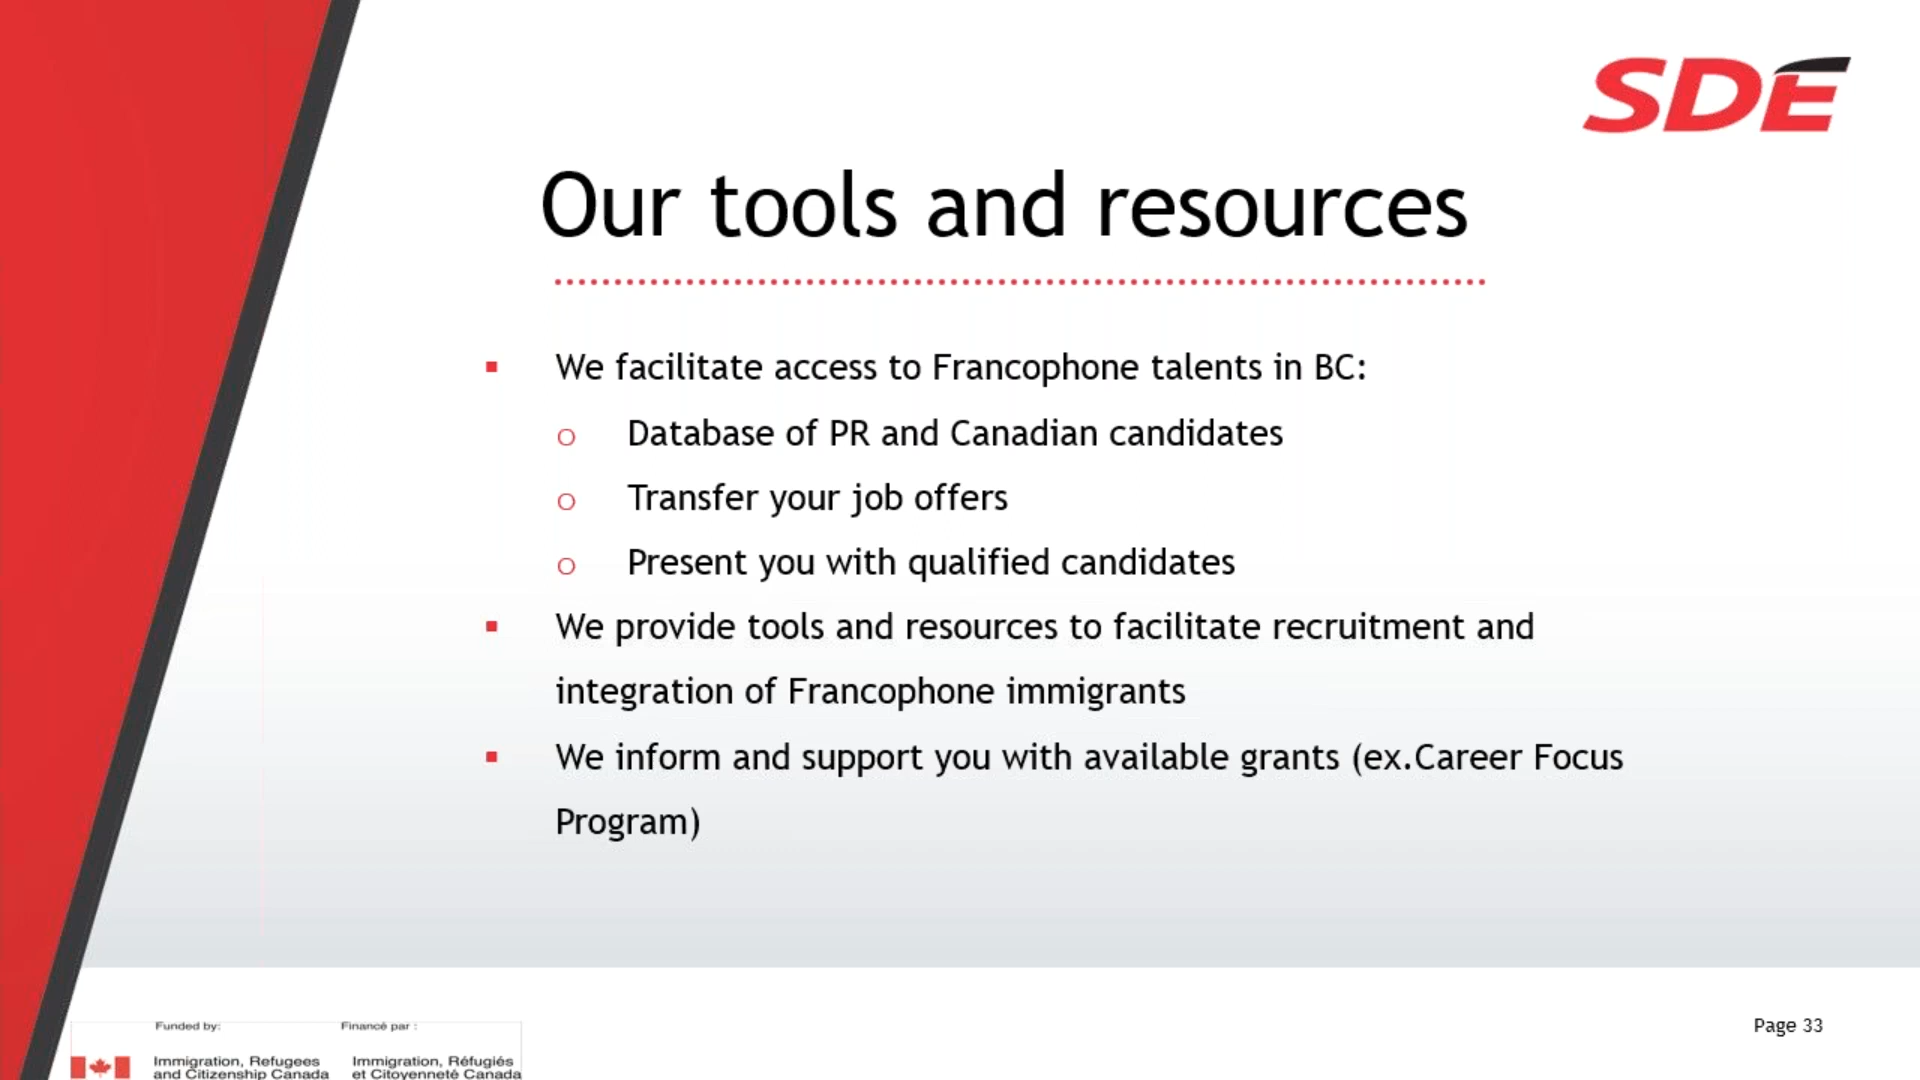 SDE
Our tools and resources
▪ We facilitate access to Francophone talents in BC:
o Database of PR and Canadian candidates
o Transfer your job offers
o Present you with qualified candidates
▪ We provide tools and resources to facilitate recruitment and
integration of Francophone immigrants
▪ We inform and support you with available grants (ex.Career Focus
Program)
Page 33
Funded by:
Financé par :
Immigration, Refugees
and Citizenship Canada
Immigration, Réfugiés
et Citoyenneté Canada